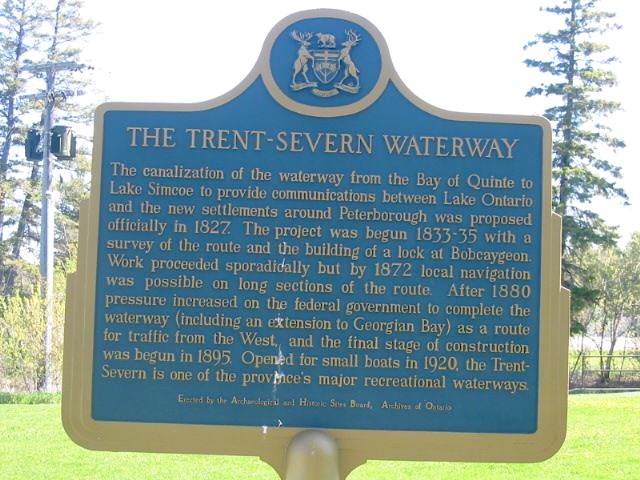 THE TRENT-SEVERN WATERWAY
The canalization of the waterway from the Bay of Quinte to
Lake Simcoe to provide communications between Lake Ontario
and the new settlements around Peterborough was proposed
officially in 1827. The project was begun 1833-35 with a
survey of the route and the building of a lock at Bobcaygeon.
Work proceeded sporadically but by 1872 local navigation
was possible on long sections of the route. After 1880
pressure increased on the federal government to complete the
waterway (including an extension to Georgian Bay) as a route
for traffic from the West, and the final stage of construction
was begun in 1895. Opened for small boats in 1920, the Trent-
Severn is one of the province's major recreational waterways.
Erected by the Archaeological and Historic Sites Board, Archives of Ontario